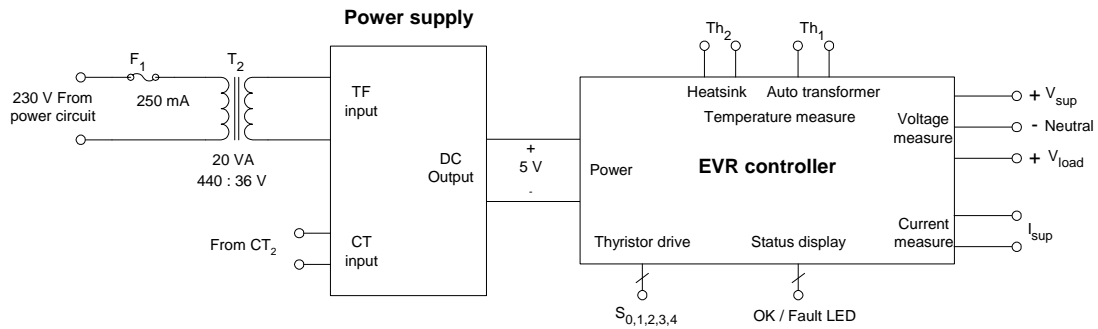 Power supply
Th2
Th1
F1
T2
230 V From
power circuit
250 mA
20 VA
440 : 36 V
TF
input
DC
Output
From CT2
CT
input
+
5 V
-
Heatsink
Auto transformer
Temperature measure
Voltage
measure
Power
EVR controller
Current
measure
Thyristor drive
Status display
+ Vsup
- Neutral
+ Vload
Isup
S0,1,2,3,4
OK / Fault LED